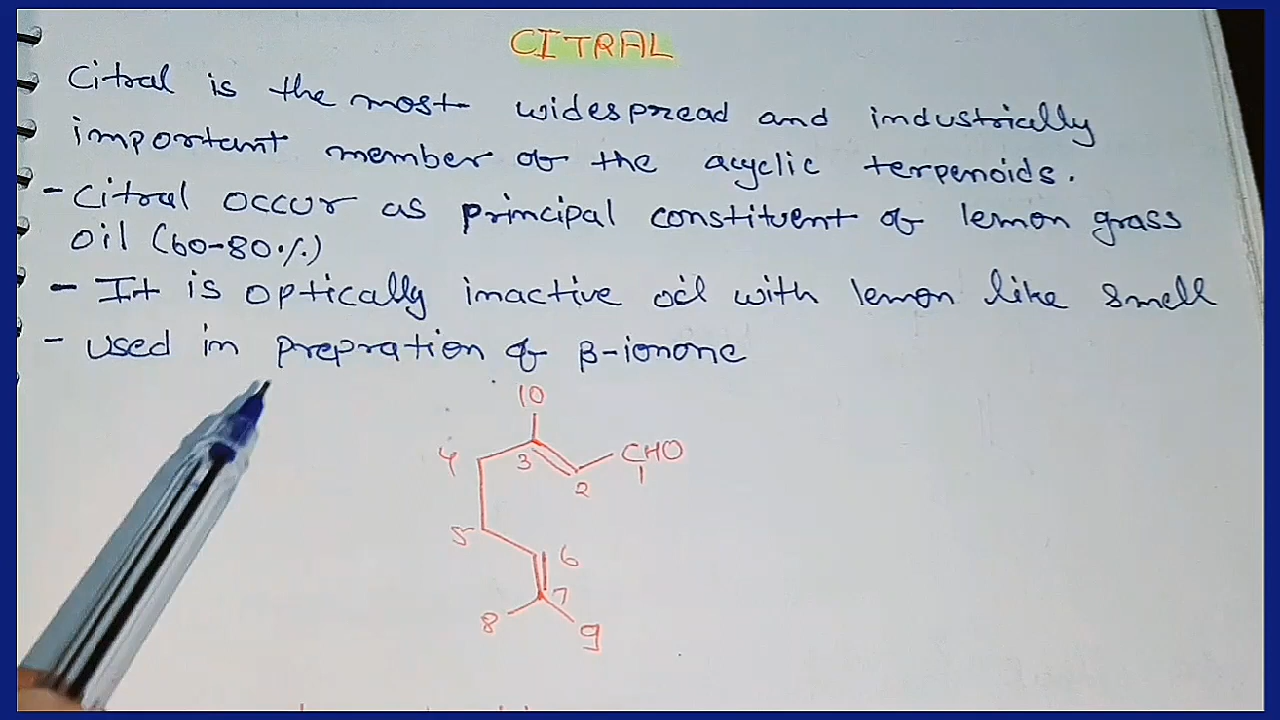 CITRAL
Citral is the most widespread and industrially
important member of the acyclic terpenoids.
- Citral occur as principal constituent of lemon grass
oil (60-80%)
- It is optically inactive oil with lemon like smell
- used in prepration of β-ionone
10
4 3 CHO
2 1
5 6
7
8 9